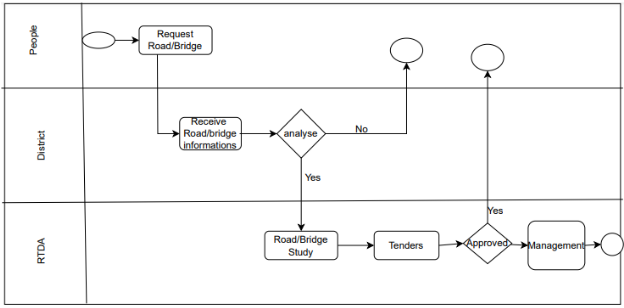 People
Request
Road/Bridge
District
Receive
Road/bridge
informations
analyse
No
Yes
RTDA
Road/Bridge
Study
Tenders
Approved
Yes
Management